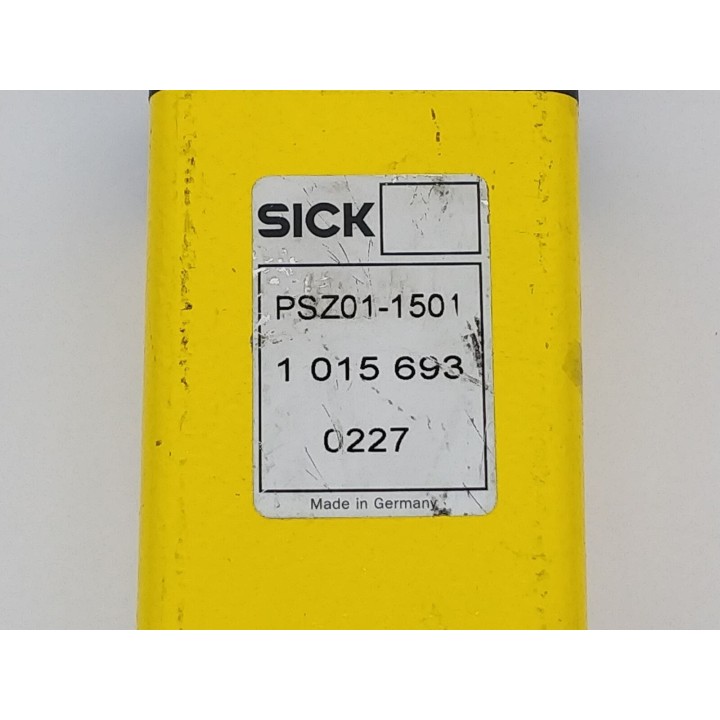 SICK
PSZ01-1501
1 015 693
0227
Made in Germany